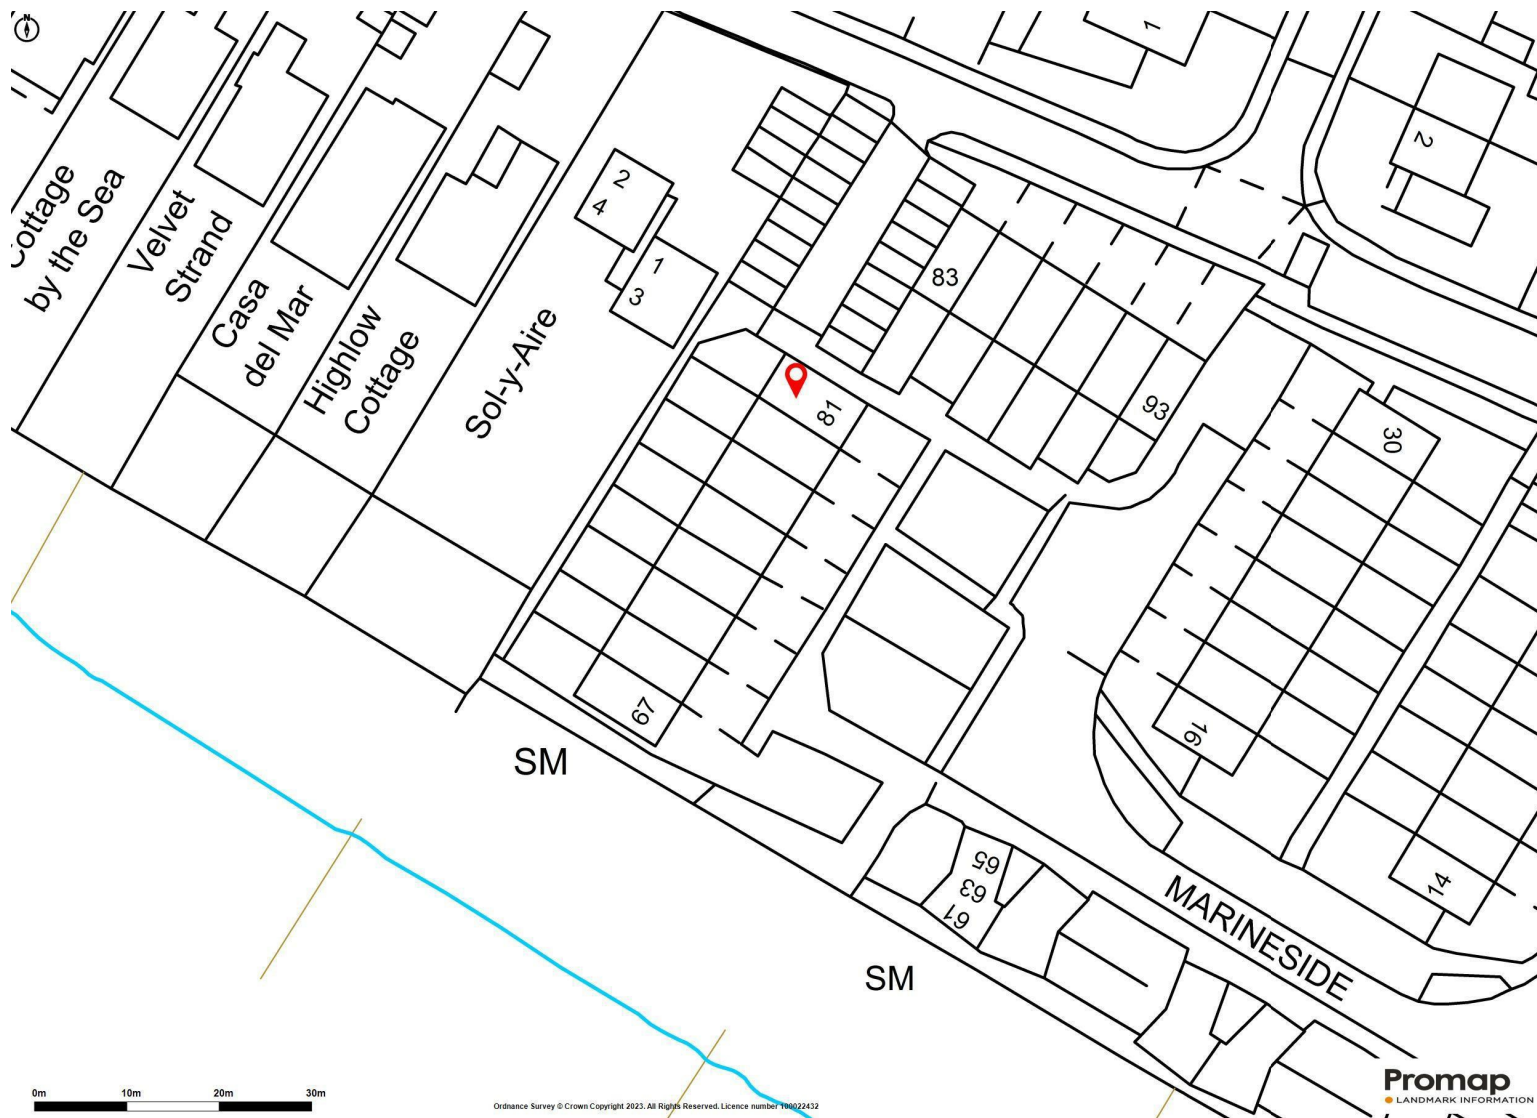 N
1
2
Cottage
by the Sea
Velvet
Strand
Casa
del Mar
Highlow
Cottage
Sol-y-Aire
2
4
1
3
83
93
81
30
67
16
14
SM
65
63
61
MARINESIDE
SM
0m 10m 20m 30m
Ordnance Survey © Crown Copyright 2023. All Rights Reserved. Licence number 100022432
Promap
LANDMARK INFORMATION